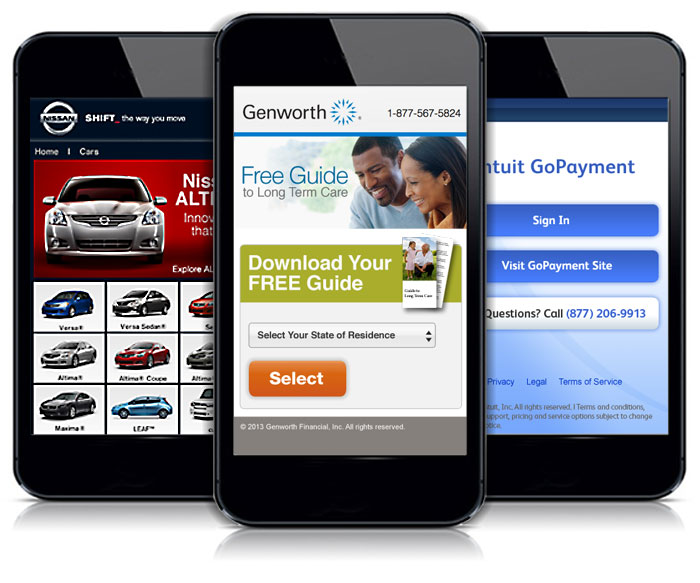 NISSAN
SHIFT_ the way you move
Home | Cars
Nis
ALT
Innov
that
Explore AL
Versa®
Versa Sedan®
Se
Altima®
Altima® Coupe
Maxima®
LEAF™
Genworth®
1-877-567-5824
Free Guide
to Long Term Care
Download Your
FREE Guide
Guide to
Long Term Care
Select Your State of Residence
Select
© 2013 Genworth Financial, Inc. All rights reserved.
ntuit GoPayment
Sign In
Visit GoPayment Site
Questions? Call (877) 206-9913
Privacy Legal Terms of Service
tuit, Inc. All rights reserved. | Terms and conditions,
support, pricing and service options subject to change
otice.